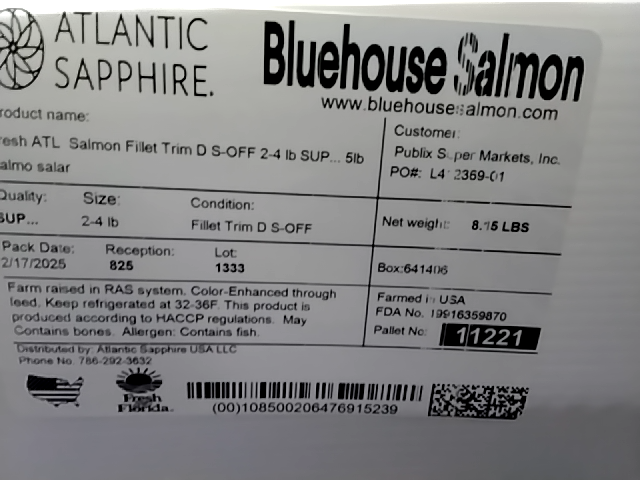 ATLANTIC
SAPPHIRE.
Bluehouse Salmon
www.bluehousesalmon.com
roduct name:
resh ATL Salmon Fillet Trim D S-OFF 2-4 lb SUP... 5lb
almo salar
Customer:
Publix Super Markets, Inc.
PO#:
Quality:
SUP...
Size:
2-4 lb
Condition:
Fillet Trim D S-OFF
Net weight: LBS
Pack Date:
2/17/2025
Reception:
825
Lot:
1333
Box:641406
Farm raised in RAS system. Color-Enhanced through
feed. Keep refrigerated at 32-36F. This product is
produced according to HACCP regulations. May
Contains bones. Allergen: Contains fish.
Farmed in USA
FDA No. 19916359870
Pallet No: 11221
Distributed by: Atlantic Sapphire USA LLC
Phone No. 786-292-3632
Fresh
Florida.
(00)108500206476915239